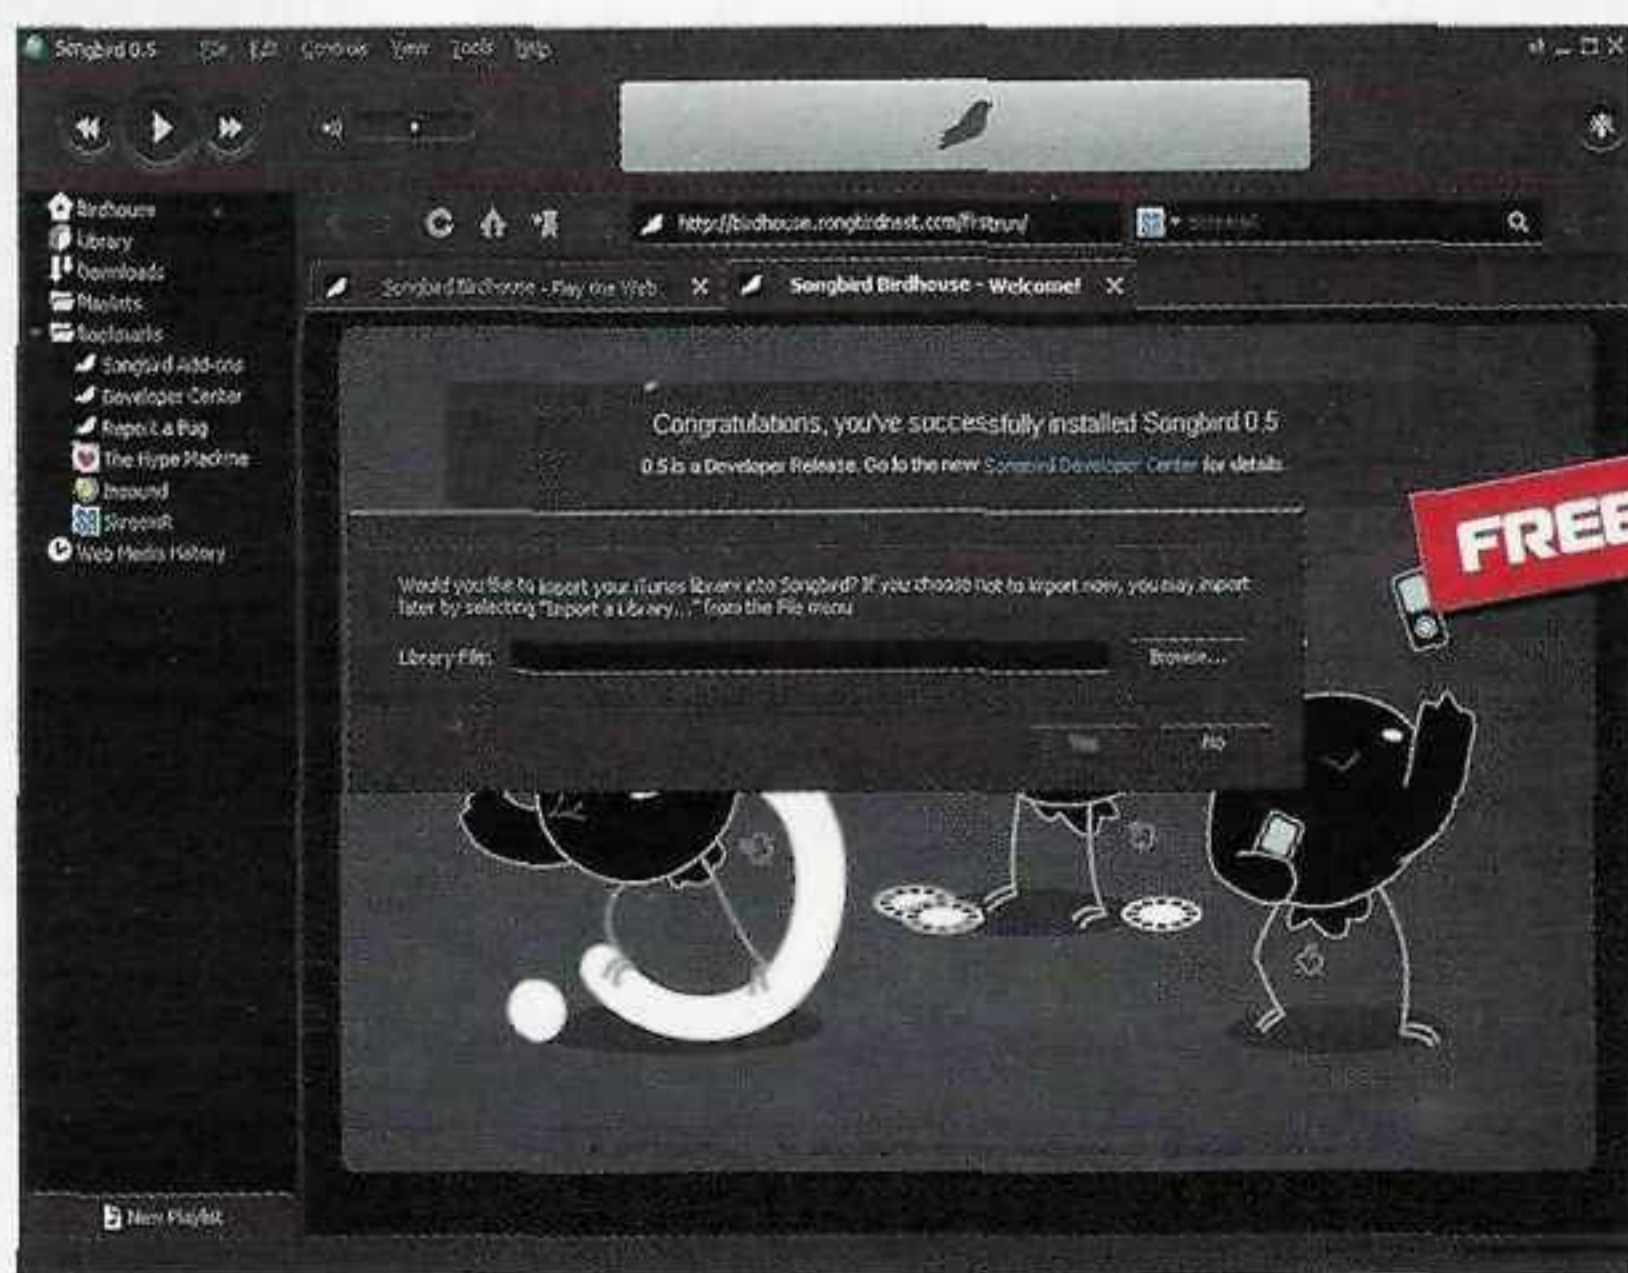 Songbird 0.5 File Edit Controls View Tools Help
http://birdhouse.songbirdnest.com/firstrun/
Birdhouse
Library
Downloads
Playlists
Bookmarks
Songbird Add-ons
Developer Center
Report a Bug
The Hype Machine
Insound
SkreemR
Web Media History
New Playlist
Songbird Birdhouse - Play the Web
Songbird Birdhouse - Welcome!
Congratulations, you've successfully installed Songbird 0.5
0.5 is a Developer Release. Go to the new Songbird Developer Center for details.
Would you like to import your iTunes library into Songbird? If you choose not to import now, you may import
later by selecting "Import a Library..." from the File menu
Library File:
Browse...
Yes No
FREE